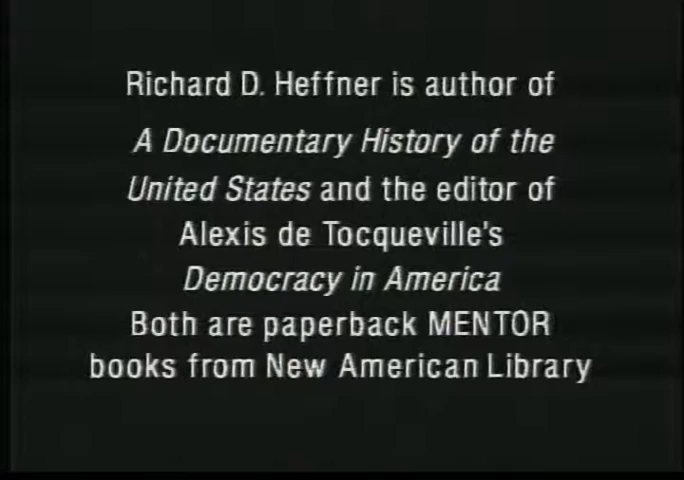 Richard D. Heffner is author of
A Documentary History of the
United States and the editor of
Alexis de Tocqueville's
Democracy in America
Both are paperback MENTOR
books from New American Library